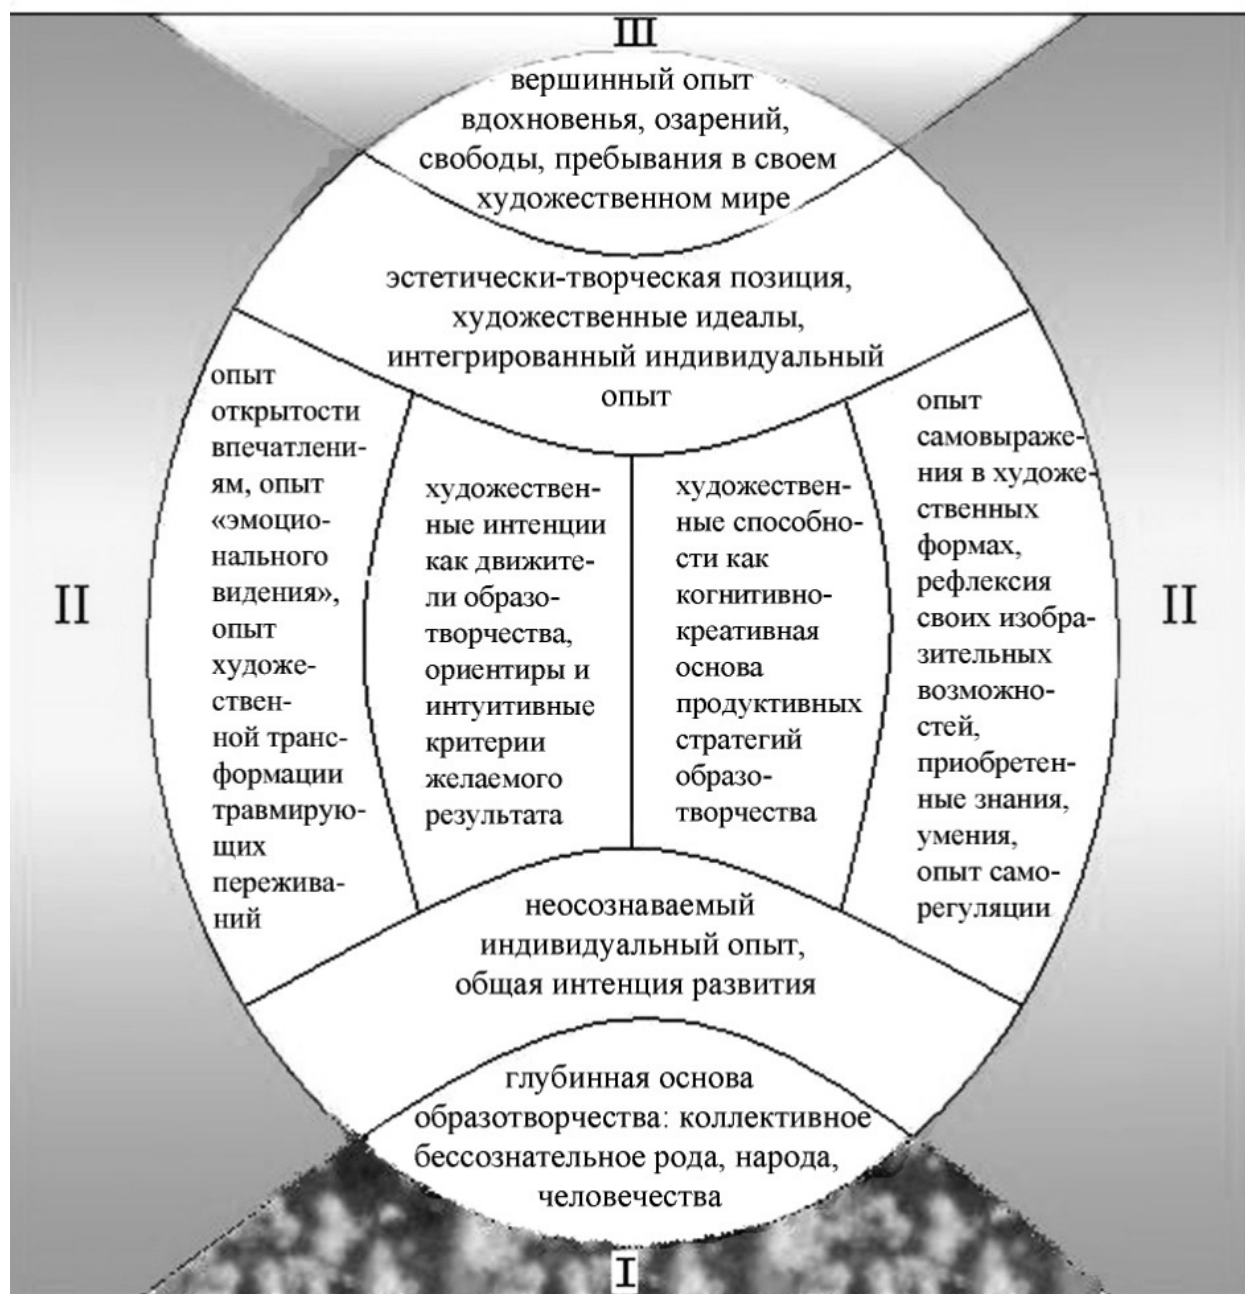 III
вершинный опыт
вдохновенья, озарений,
свободы, пребывания в своем
художественном мире
эстетически-творческая позиция,
художественные идеалы,
интегрированный индивидуальный
опыт
II
опыт
открытости
впечатлени-
ям, опыт
«эмоцио-
нального
видения»,
опыт
художе-
ствен-
ной транс-
формации
травмирую-
щих
пережива-
ний
художествен-
ные интенции
как движите-
ли образо-
творчества,
ориентиры и
интуитивные
критерии
желаемого
результата
художествен-
ные способно-
сти как
когнитивно-
креативная
основа
продуктивных
стратегий
образо-
творчества
опыт
самовыраже-
ния в художе-
ственных
формах,
рефлексия
своих изобра-
зительных
возможно-
стей,
приобретен-
ные знания,
умения,
опыт само-
регуляции
II
неосознаваемый
индивидуальный опыт,
общая интенция развития
глубинная основа
образотворчества: коллективное
бессознательное рода, народа,
человечества
I